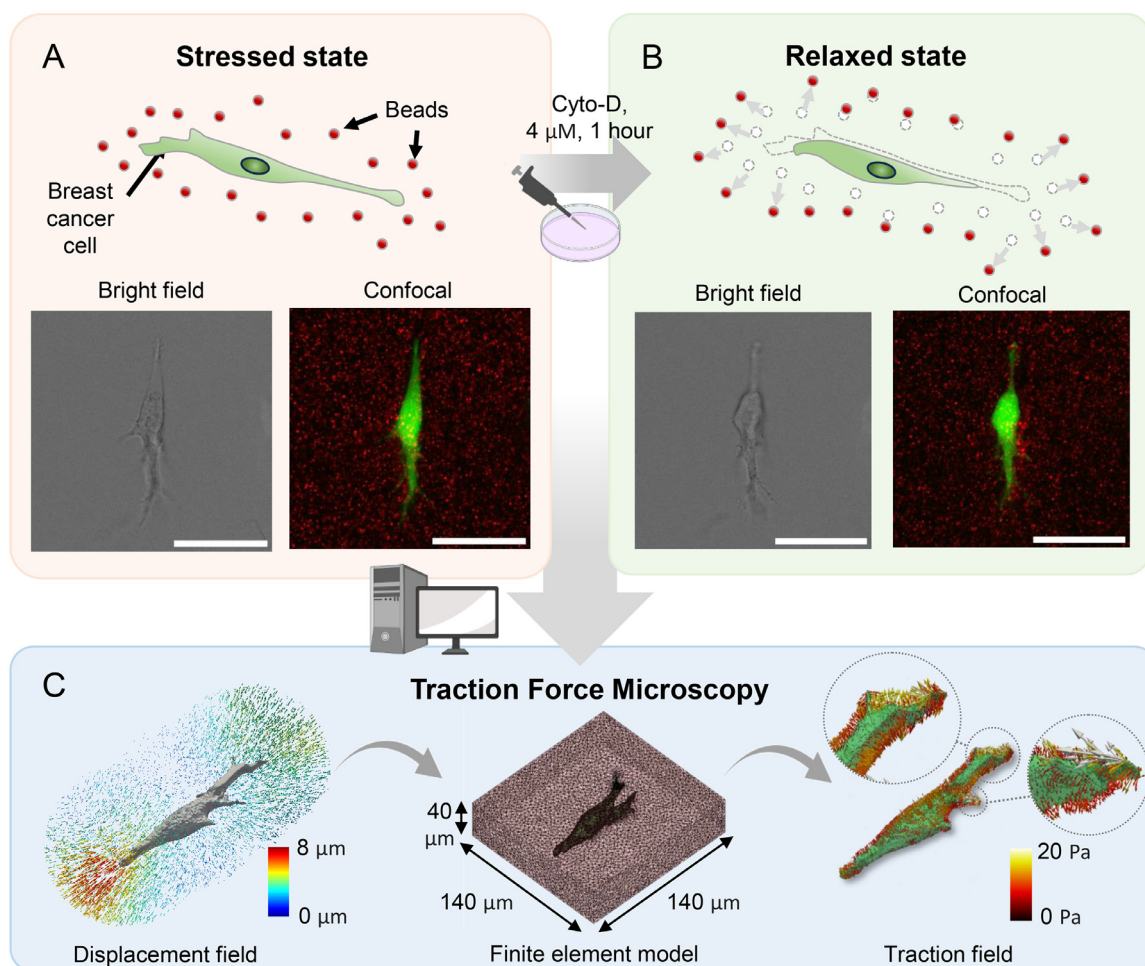 A
Stressed state
Beads
Breast
cancer
cell
Bright field
Confocal
Cyto-D,
4 μM, 1 hour
B
Relaxed state
Bright field
Confocal
C
Traction Force Microscopy
8 μm
0 μm
Displacement field
40
μm
140 μm
140 μm
Finite element model
20 Pa
0 Pa
Traction field